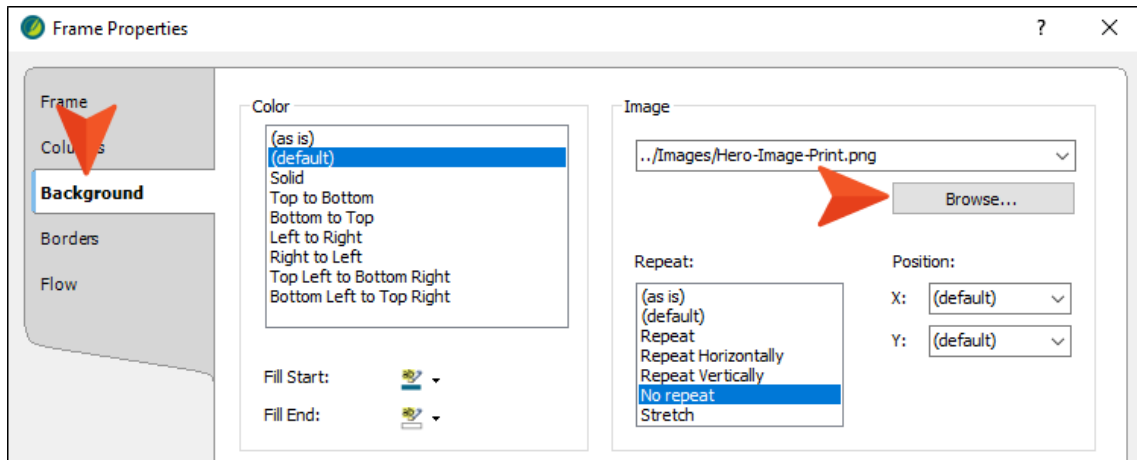 Frame Properties
?
Frame
Background
Borders
Flow
Color
(as is)
(default)
Solid
Top to Bottom
Bottom to Top
Left to Right
Right to Left
Top Left to Bottom Right
Bottom Left to Top Right
Fill Start:
Fill End:
Image
../Images/Hero-Image-Print.png
Browse...
Repeat:
(as is)
(default)
Repeat
Repeat Horizontally
Repeat Vertically
No repeat
Stretch
Position:
X: (default)
Y: (default)